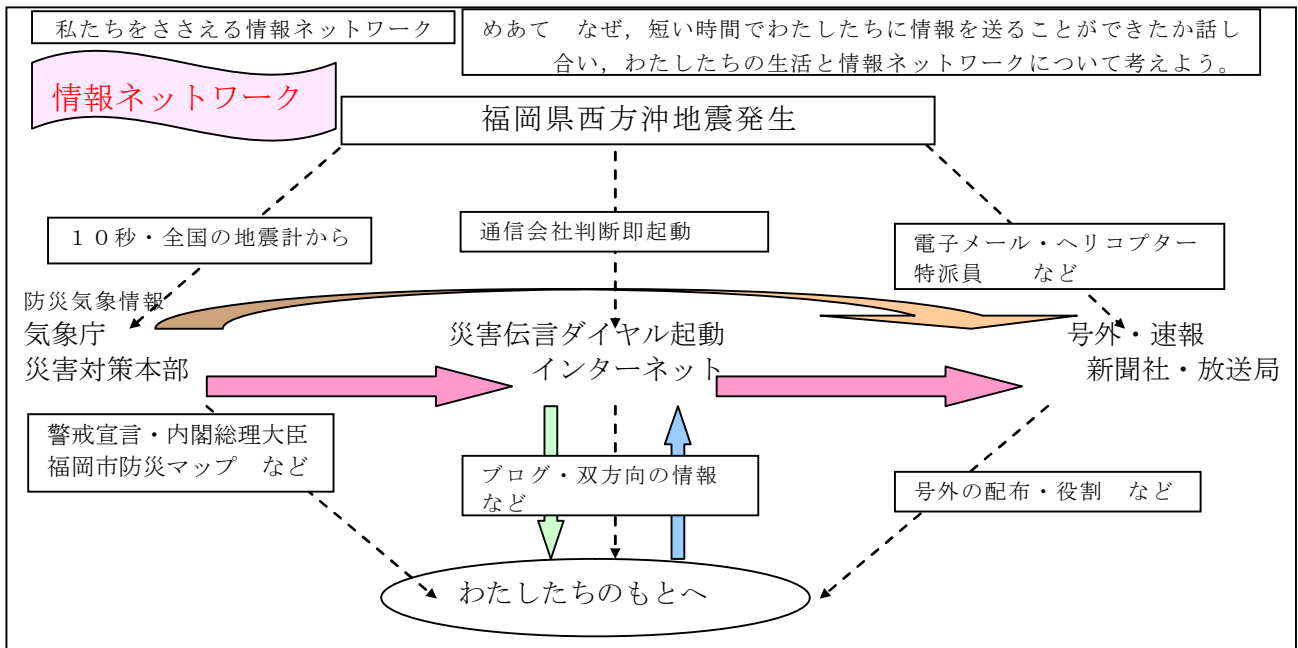 私たちをささえる情報ネットワーク
めあて　なぜ，短い時間でわたしたちに情報を送ることができたか話し
合い，わたしたちの生活と情報ネットワークについて考えよう。
情報ネットワーク
福岡県西方沖地震発生
１０秒・全国の地震計から
通信会社判断即起動
電子メール・ヘリコプター
特派員　　など
防災気象情報
気象庁
災害対策本部
災害伝言ダイヤル起動
インターネット
号外・速報
新聞社・放送局
警戒宣言・内閣総理大臣
福岡市防災マップ　など
ブログ・双方向の情報
など
号外の配布・役割　など
わたしたちのもとへ